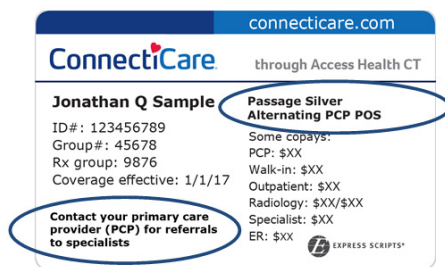 connecticare.com
ConnectiCare
through Access Health CT
Jonathan Q Sample
ID#: 123456789
Group#: 45678
Rx group: 9876
Coverage effective: 1/1/17
Contact your primary care
provider (PCP) for referrals
to specialists
Passage Silver
Alternating PCP POS
Some copays:
PCP: $XX
Walk-in: $XX
Outpatient: $XX
Radiology: $XX/$XX
Specialist: $XX
ER: $XX
EXPRESS SCRIPTS®